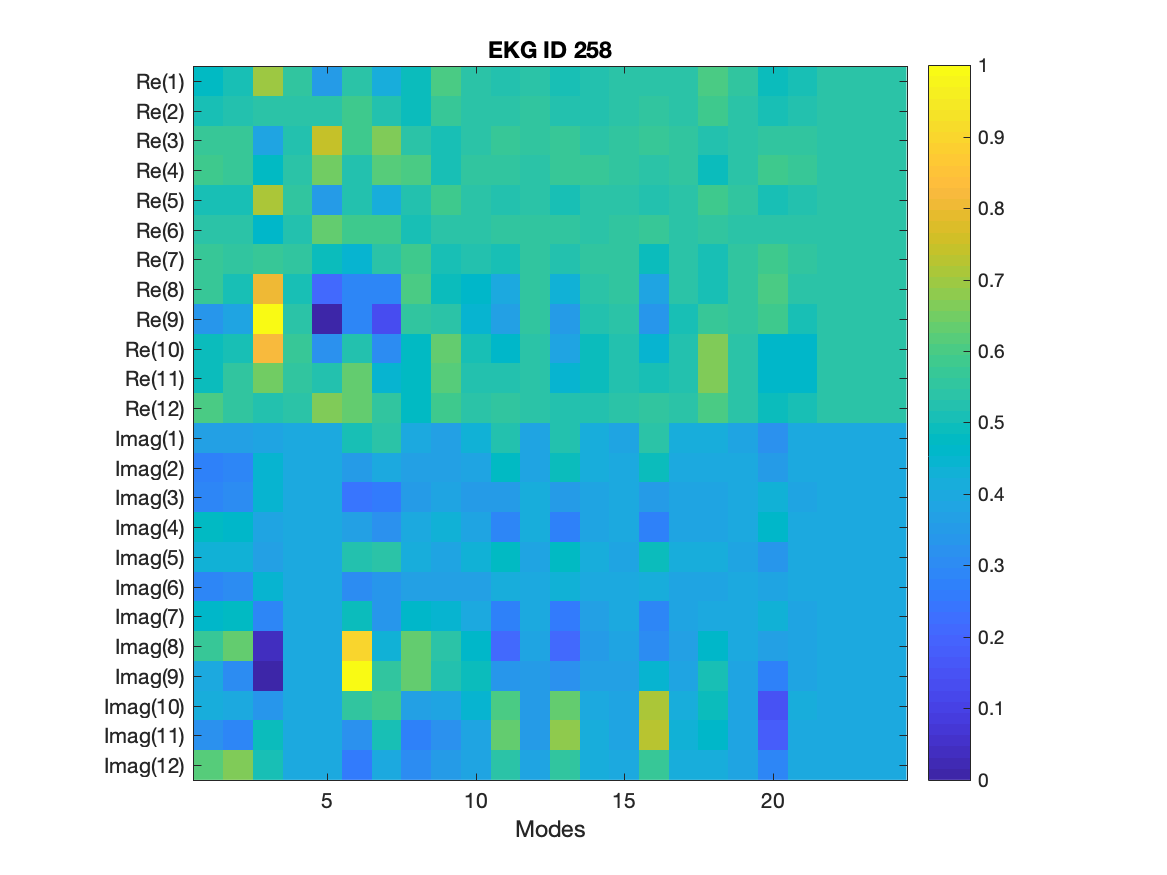 EKG ID 258
Re(1)
Re(2)
Re(3)
Re(4)
Re(5)
Re(6)
Re(7)
Re(8)
Re(9)
Re(10)
Re(11)
Re(12)
Imag(1)
Imag(2)
Imag(3)
Imag(4)
Imag(5)
Imag(6)
Imag(7)
Imag(8)
Imag(9)
Imag(10)
Imag(11)
Imag(12)
5 10 15 20
Modes
1
0.9
0.8
0.7
0.6
0.5
0.4
0.3
0.2
0.1
0